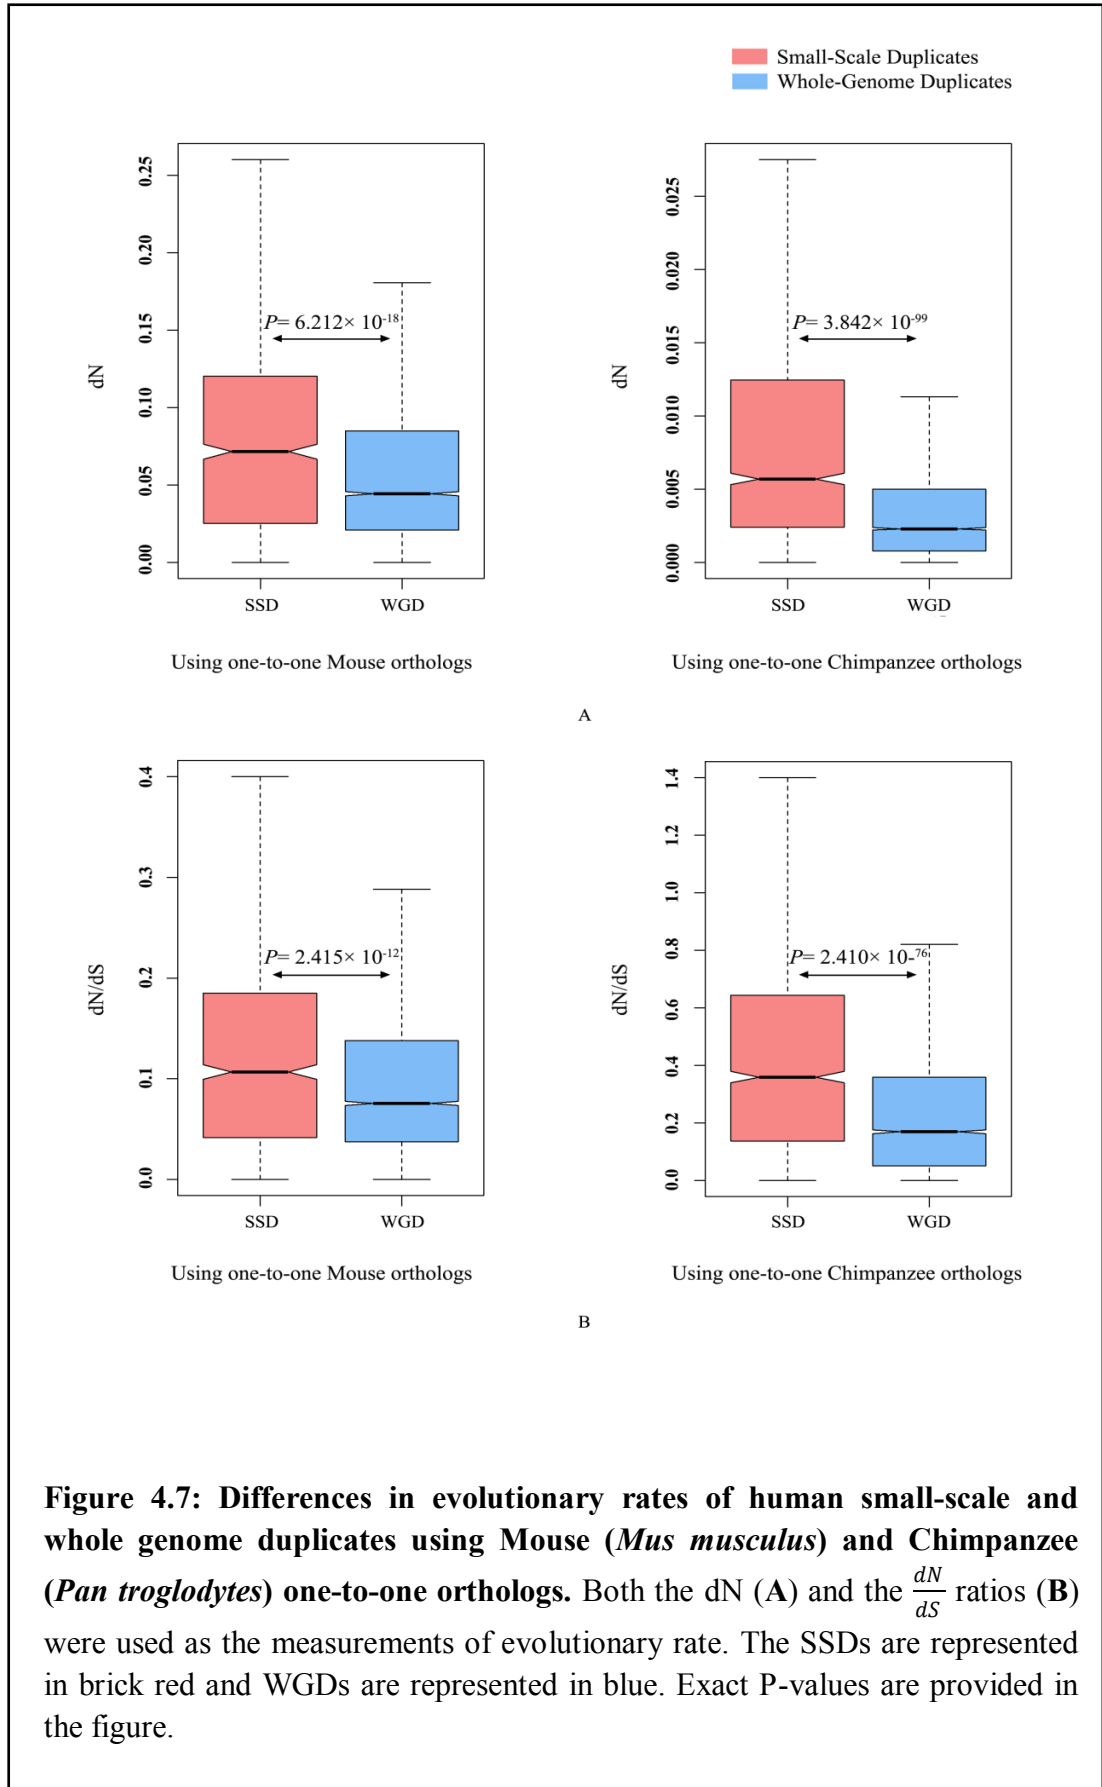 Small-Scale Duplicates
Whole-Genome Duplicates
dN
0.25
0.20
0.15
0.10
0.05
0.00
P= 6.212× 10-18
SSD
WGD
Using one-to-one Mouse orthologs
dN
0.025
0.020
0.015
0.010
0.005
0.000
P= 3.842× 10-99
SSD
WGD
Using one-to-one Chimpanzee orthologs
A
dN/dS
0.4
0.3
0.2
0.1
0.0
P= 2.415× 10-12
SSD
WGD
Using one-to-one Mouse orthologs
dN/dS
1.4
1.2
1.0
0.8
0.6
0.4
0.2
0.0
P= 2.410× 10-76
SSD
WGD
Using one-to-one Chimpanzee orthologs
B
Figure 4.7: Differences in evolutionary rates of human small-scale and
whole genome duplicates using Mouse (Mus musculus) and Chimpanzee
(Pan troglodytes) one-to-one orthologs. Both the dN (A) and the dN/dS ratios (B)
were used as the measurements of evolutionary rate. The SSDs are represented
in brick red and WGDs are represented in blue. Exact P-values are provided in
the figure.